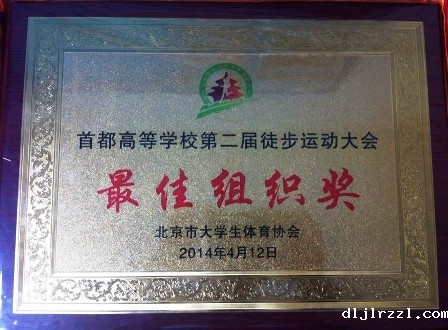 首都高等学校第二届徒步运动大会
最佳组织奖
北京市大学生体育协会
2014年4月12日
dljlrzzl.com